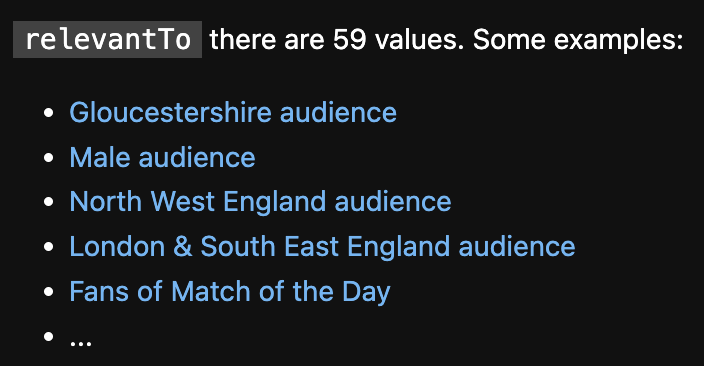 relevantTo there are 59 values. Some examples:
• Gloucestershire audience
• Male audience
• North West England audience
• London & South East England audience
• Fans of Match of the Day
• ...